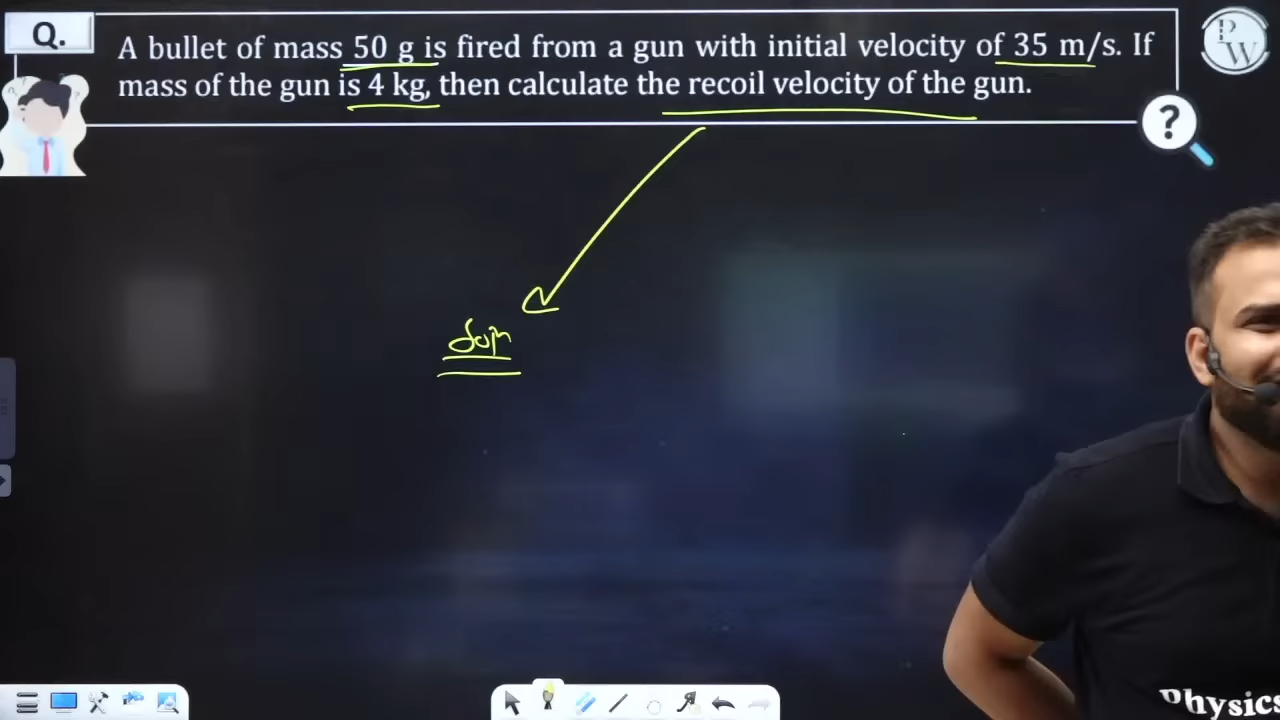 Q.
A bullet of mass 50 g is fired from a gun with initial velocity of 35 m/s. If
mass of the gun is 4 kg, then calculate the recoil velocity of the gun.
P
W
?
Physics